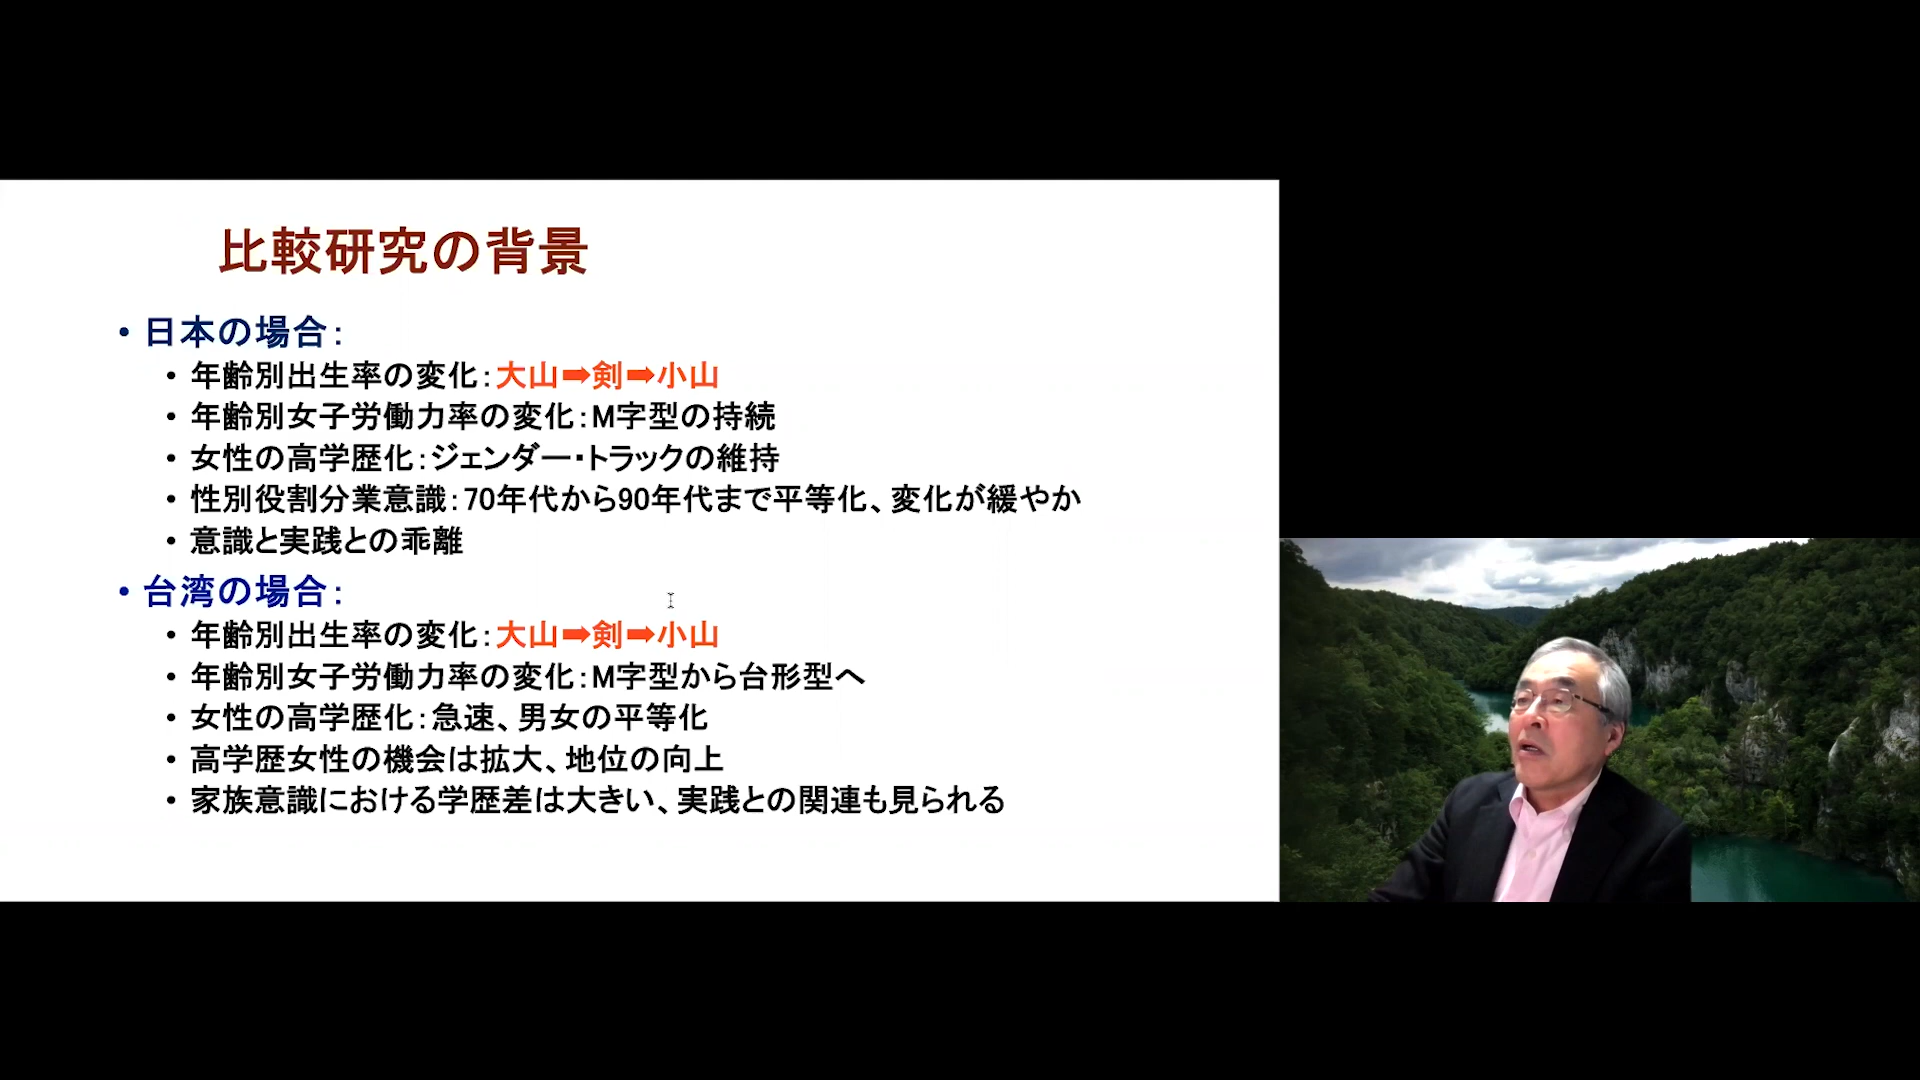 比較研究の背景
• 日本の場合：
• 年齢別出生率の変化：大山➡剣➡小山
• 年齢別女子労働力率の変化：M字型の持続
• 女性の高学歴化：ジェンダー・トラックの維持
• 性別役割分業意識：70年代から90年代まで平等化、変化が緩やか
• 意識と実践との乖離
• 台湾の場合：
• 年齢別出生率の変化：大山➡剣➡小山
• 年齢別女子労働力率の変化：M字型から台形型へ
• 女性の高学歴化：急速、男女の平等化
• 高学歴女性の機会は拡大、地位の向上
• 家族意識における学歴差は大きい、実践との関連も見られる